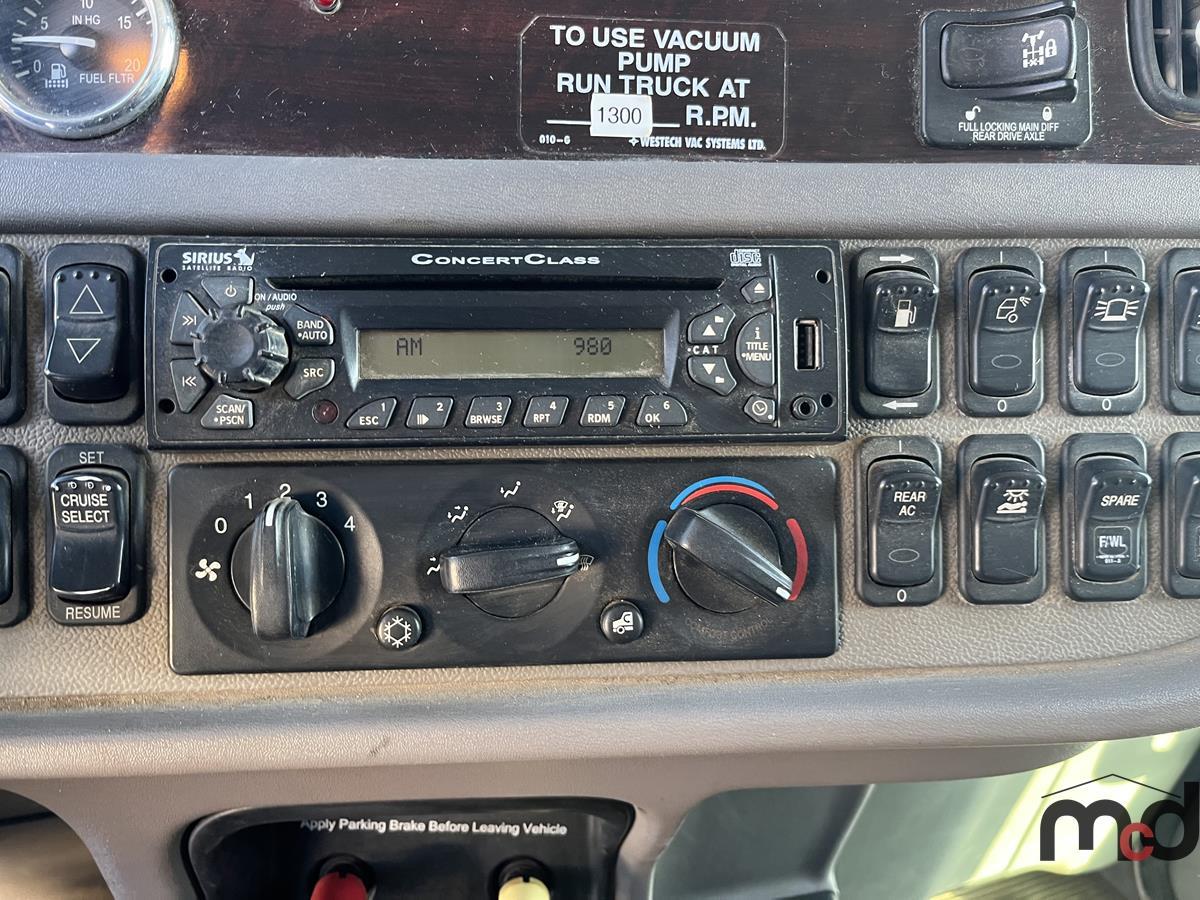 10
5
IN HG
15
0
20
FUEL FLTR
TO USE VACUUM
PUMP
RUN TRUCK AT
1300 R.P.M.
010-G WESTECH VAC SYSTEMS LTD.
FULL LOCKING MAIN DIFF
REAR DRIVE AXLE
SIRIUS
SATELLITE RADIO
CONCERTCLASS
DISC
ON / AUDIO
push
BAND
•AUTO
SRC
SCAN/
•PSCN
AM 980
•CAT
i
TITLE
•MENU
ESC 1
2
BRWSE 3
RPT 4
RDM 5
OK 6
SET
CRUISE
SELECT
RESUME
0 1 2 3 4
REAR
AC
0
0
0
SPARE
F/WL
Apply Parking Brake Before Leaving Vehicle
mcd